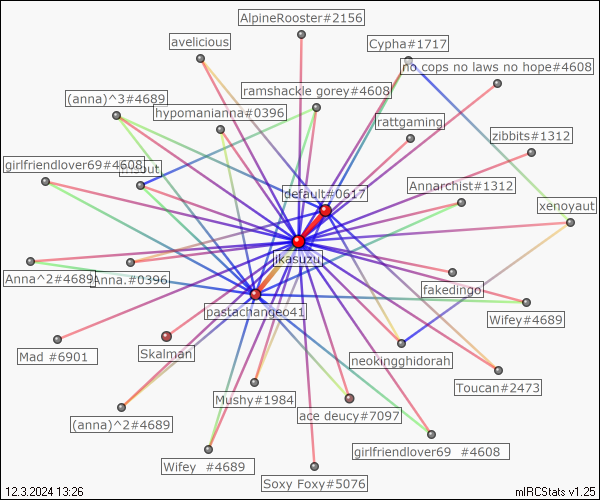 AlpineRooster#2156
avelicious
Cypha#1717
no cops no laws no hope#4608
ramshackle gorey#4608
(anna)^3#4689
hypomanianna#0396
rattgaming
zibbits#1312
girlfriendlover69#4608
default#0617
Annarchist#1312
xenoyaut
jkasuzu
Anna^2#4689
Anna.#0396
fakedingo
pastachangeo41
Wifey#4689
Mad #6901
Skalman
neokingghidorah
Toucan#2473
Mushy#1984
ace deucy#7097
(anna)^2#4689
girlfriendlover69 #4608
Wifey #4689
Soxy Foxy#5076
12.3.2024 13:26
mIRCStats v1.25